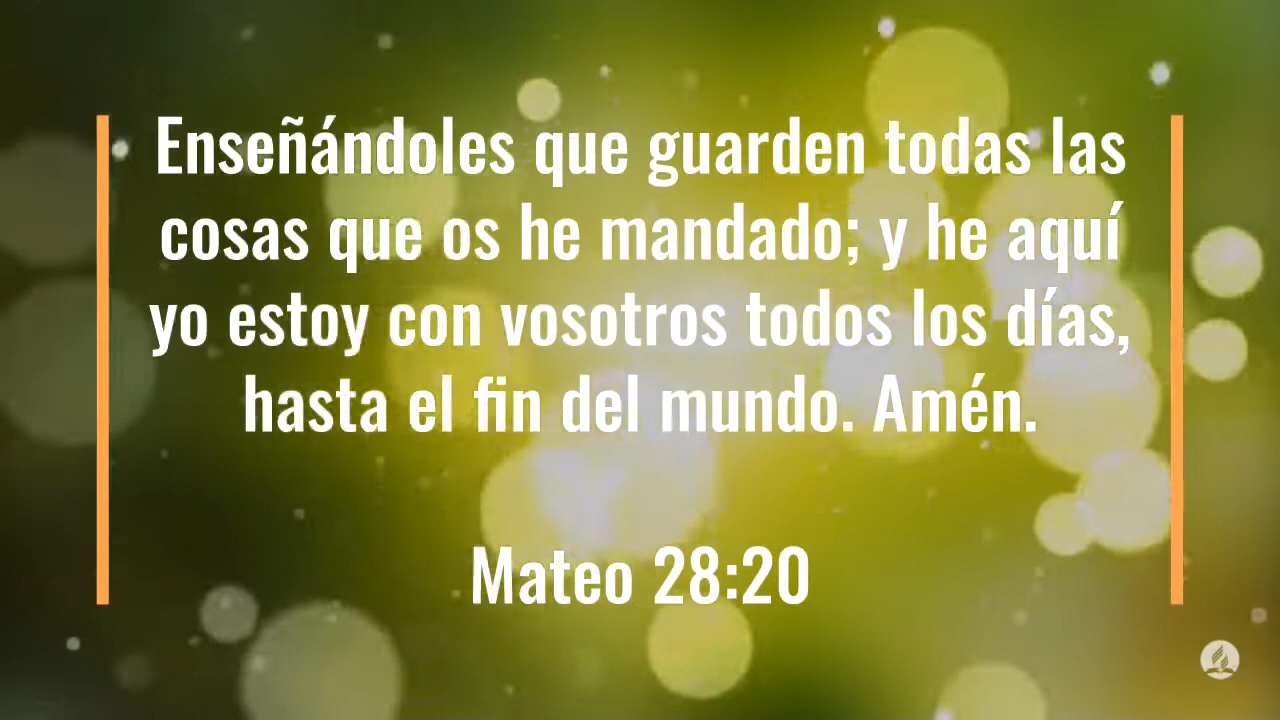 Enseñándoles que guarden todas las
cosas que os he mandado; y he aquí
yo estoy con vosotros todos los días,
hasta el fin del mundo. Amén.
Mateo 28:20